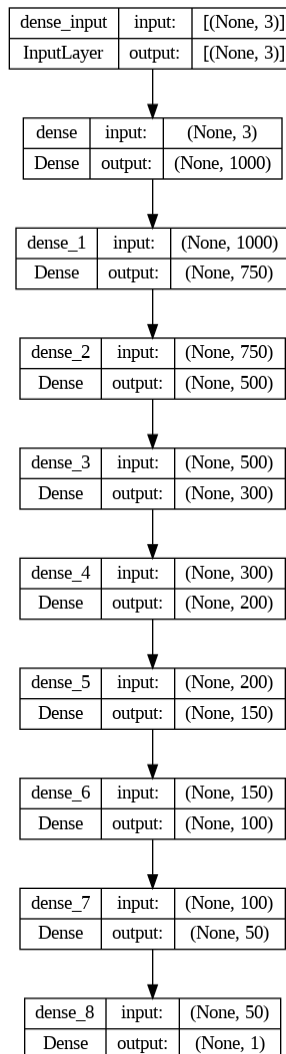 dense_input input: [(None, 3)]
InputLayer output: [(None, 3)]
dense input: (None, 3)
Dense output: (None, 1000)
dense_1 input: (None, 1000)
Dense output: (None, 750)
dense_2 input: (None, 750)
Dense output: (None, 500)
dense_3 input: (None, 500)
Dense output: (None, 300)
dense_4 input: (None, 300)
Dense output: (None, 200)
dense_5 input: (None, 200)
Dense output: (None, 150)
dense_6 input: (None, 150)
Dense output: (None, 100)
dense_7 input: (None, 100)
Dense output: (None, 50)
dense_8 input: (None, 50)
Dense output: (None, 1)